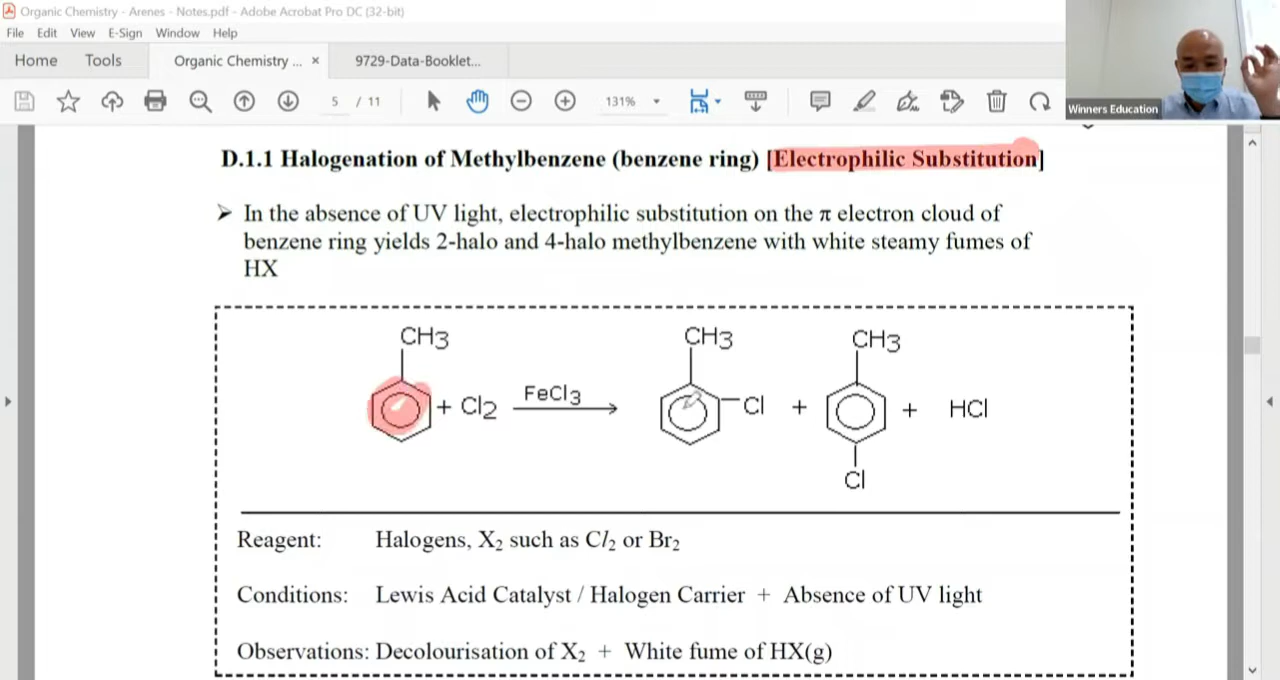 Organic Chemistry - Arenes - Notes.pdf - Adobe Acrobat Pro DC (32-bit)
File Edit View E-Sign Window Help
Home Tools Organic Chemistry ... × 9729-Data-Booklet...
5 / 11 131%
Winners Education
D.1.1 Halogenation of Methylbenzene (benzene ring) [Electrophilic Substitution]
➢ In the absence of UV light, electrophilic substitution on the π electron cloud of
benzene ring yields 2-halo and 4-halo methylbenzene with white steamy fumes of
HX
CH3 CH3 CH3
+ Cl2 FeCl3 Cl + + HCl
Cl
Reagent: Halogens, X2 such as Cl2 or Br2
Conditions: Lewis Acid Catalyst / Halogen Carrier + Absence of UV light
Observations: Decolourisation of X2 + White fume of HX(g)